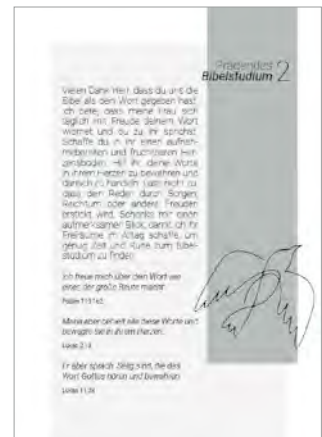 Prägendes 2
Bibelstudium
Vielen Dank Herr, dass du uns die
Bibel als dein Wort gegeben hast.
Ich bete, dass meine Frau sich
täglich mit Freude deinem Wort
widmet und du zu ihr sprichst.
Schaffe du in ihr einen aufnah-
mebereiten und fruchtbaren Her-
zensboden. Hilf ihr, deine Worte
in ihrem Herzen zu bewahren und
danach zu handeln. Lass nicht zu,
dass dein Reden durch Sorgen,
Reichtum oder andere Freuden
erstickt wird. Schenke mir einen
aufmerksamen Blick, damit ich ihr
Freiräume im Alltag schaffe, um
genug Zeit und Ruhe zum Bibel-
studium zu finden.
Ich freue mich über dein Wort wie
einer, der große Beute macht.
Psalm 119,162
Maria aber behielt alle diese Worte und
bewegte sie in ihrem Herzen.
Lukas 2,19
Er aber sprach: Selig sind, die das
Wort Gottes hören und bewahren.
Lukas 11,28